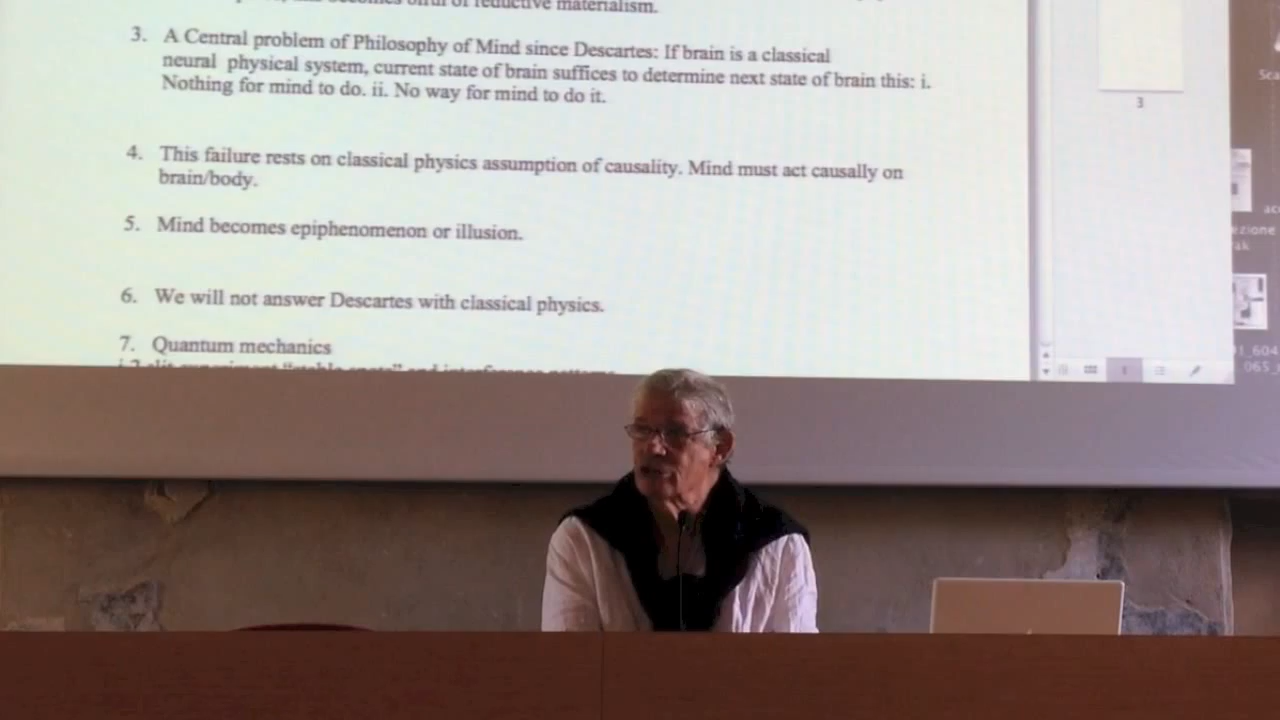 of reductive materialism.
3. A Central problem of Philosophy of Mind since Descartes: If brain is a classical
neural physical system, current state of brain suffices to determine next state of brain this: i.
Nothing for mind to do. ii. No way for mind to do it.
4. This failure rests on classical physics assumption of causality. Mind must act causally on
brain/body.
5. Mind becomes epiphenomenon or illusion.
6. We will not answer Descartes with classical physics.
7. Quantum mechanics
3